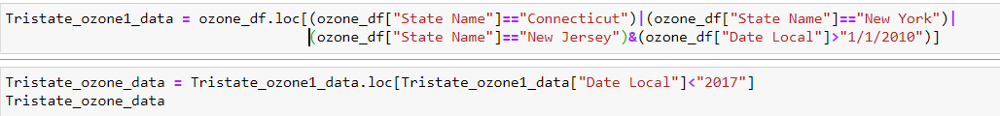 Tristate_ozone1_data = ozone_df.loc[(ozone_df["State Name"]=="Connecticut")|(ozone_df["State Name"]=="New York")|
(ozone_df["State Name"]=="New Jersey")&(ozone_df["Date Local"]>"1/1/2010")]
Tristate_ozone_data = Tristate_ozone1_data.loc[Tristate_ozone1_data["Date Local"]<"2017"]
Tristate_ozone_data